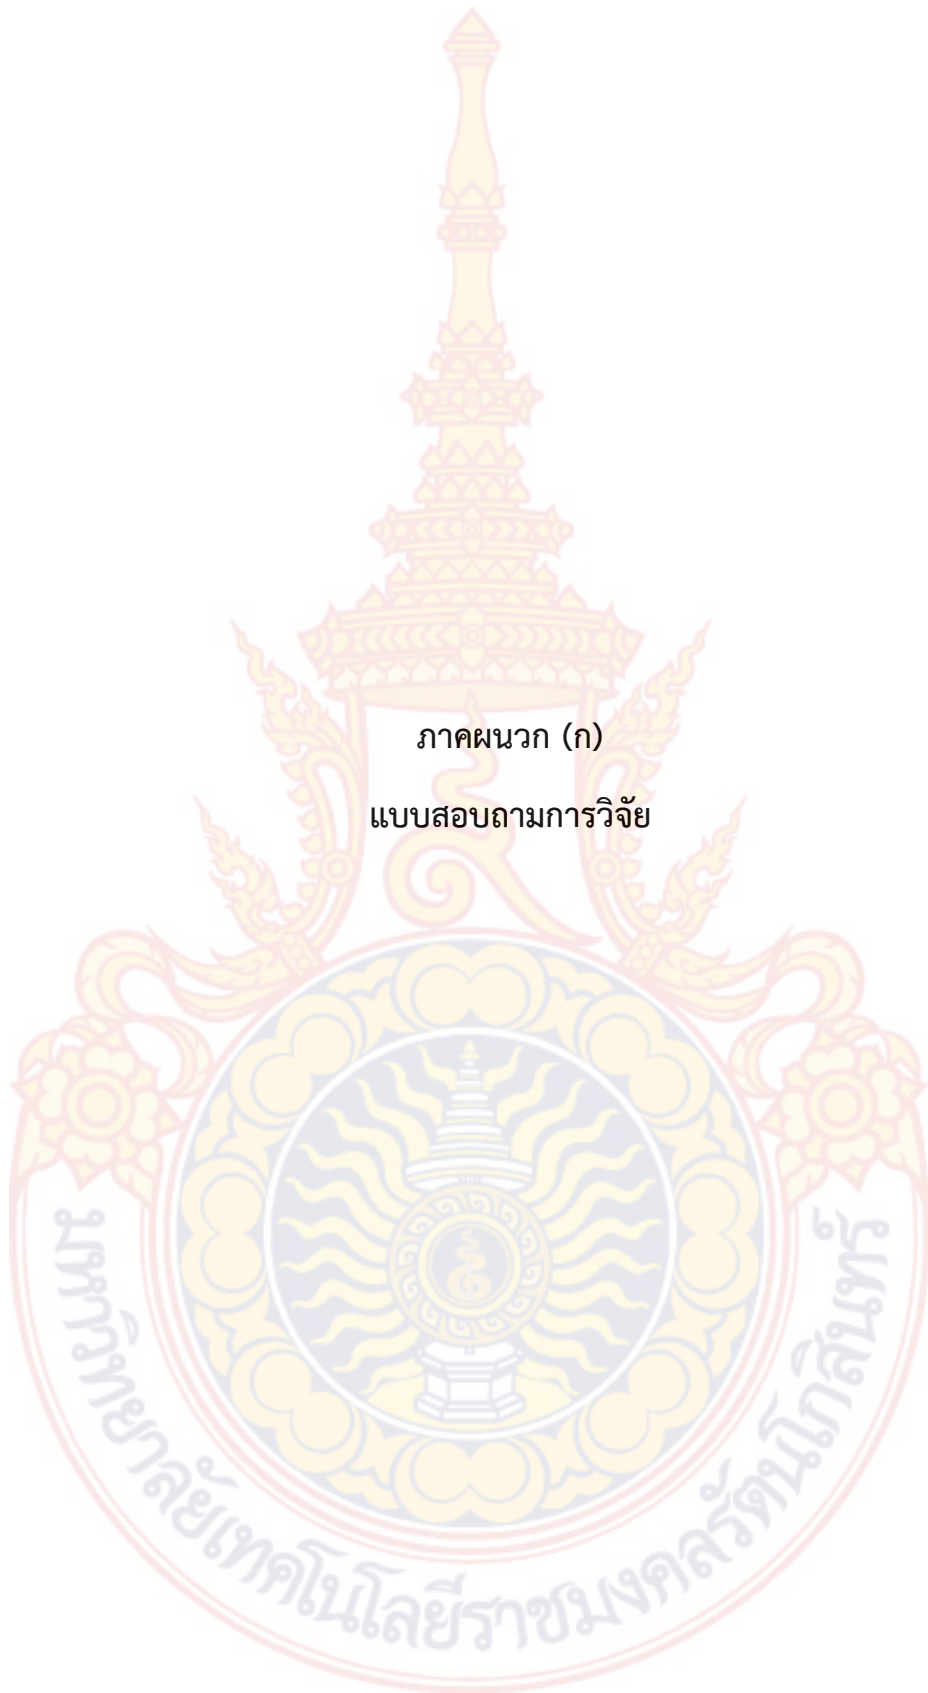 ภาคผนวก (ก)
แบบสอบถามการวิจัย
มหาวิทยาลัยเทคโนโลยีราชมงคลรัตนโกสินทร์